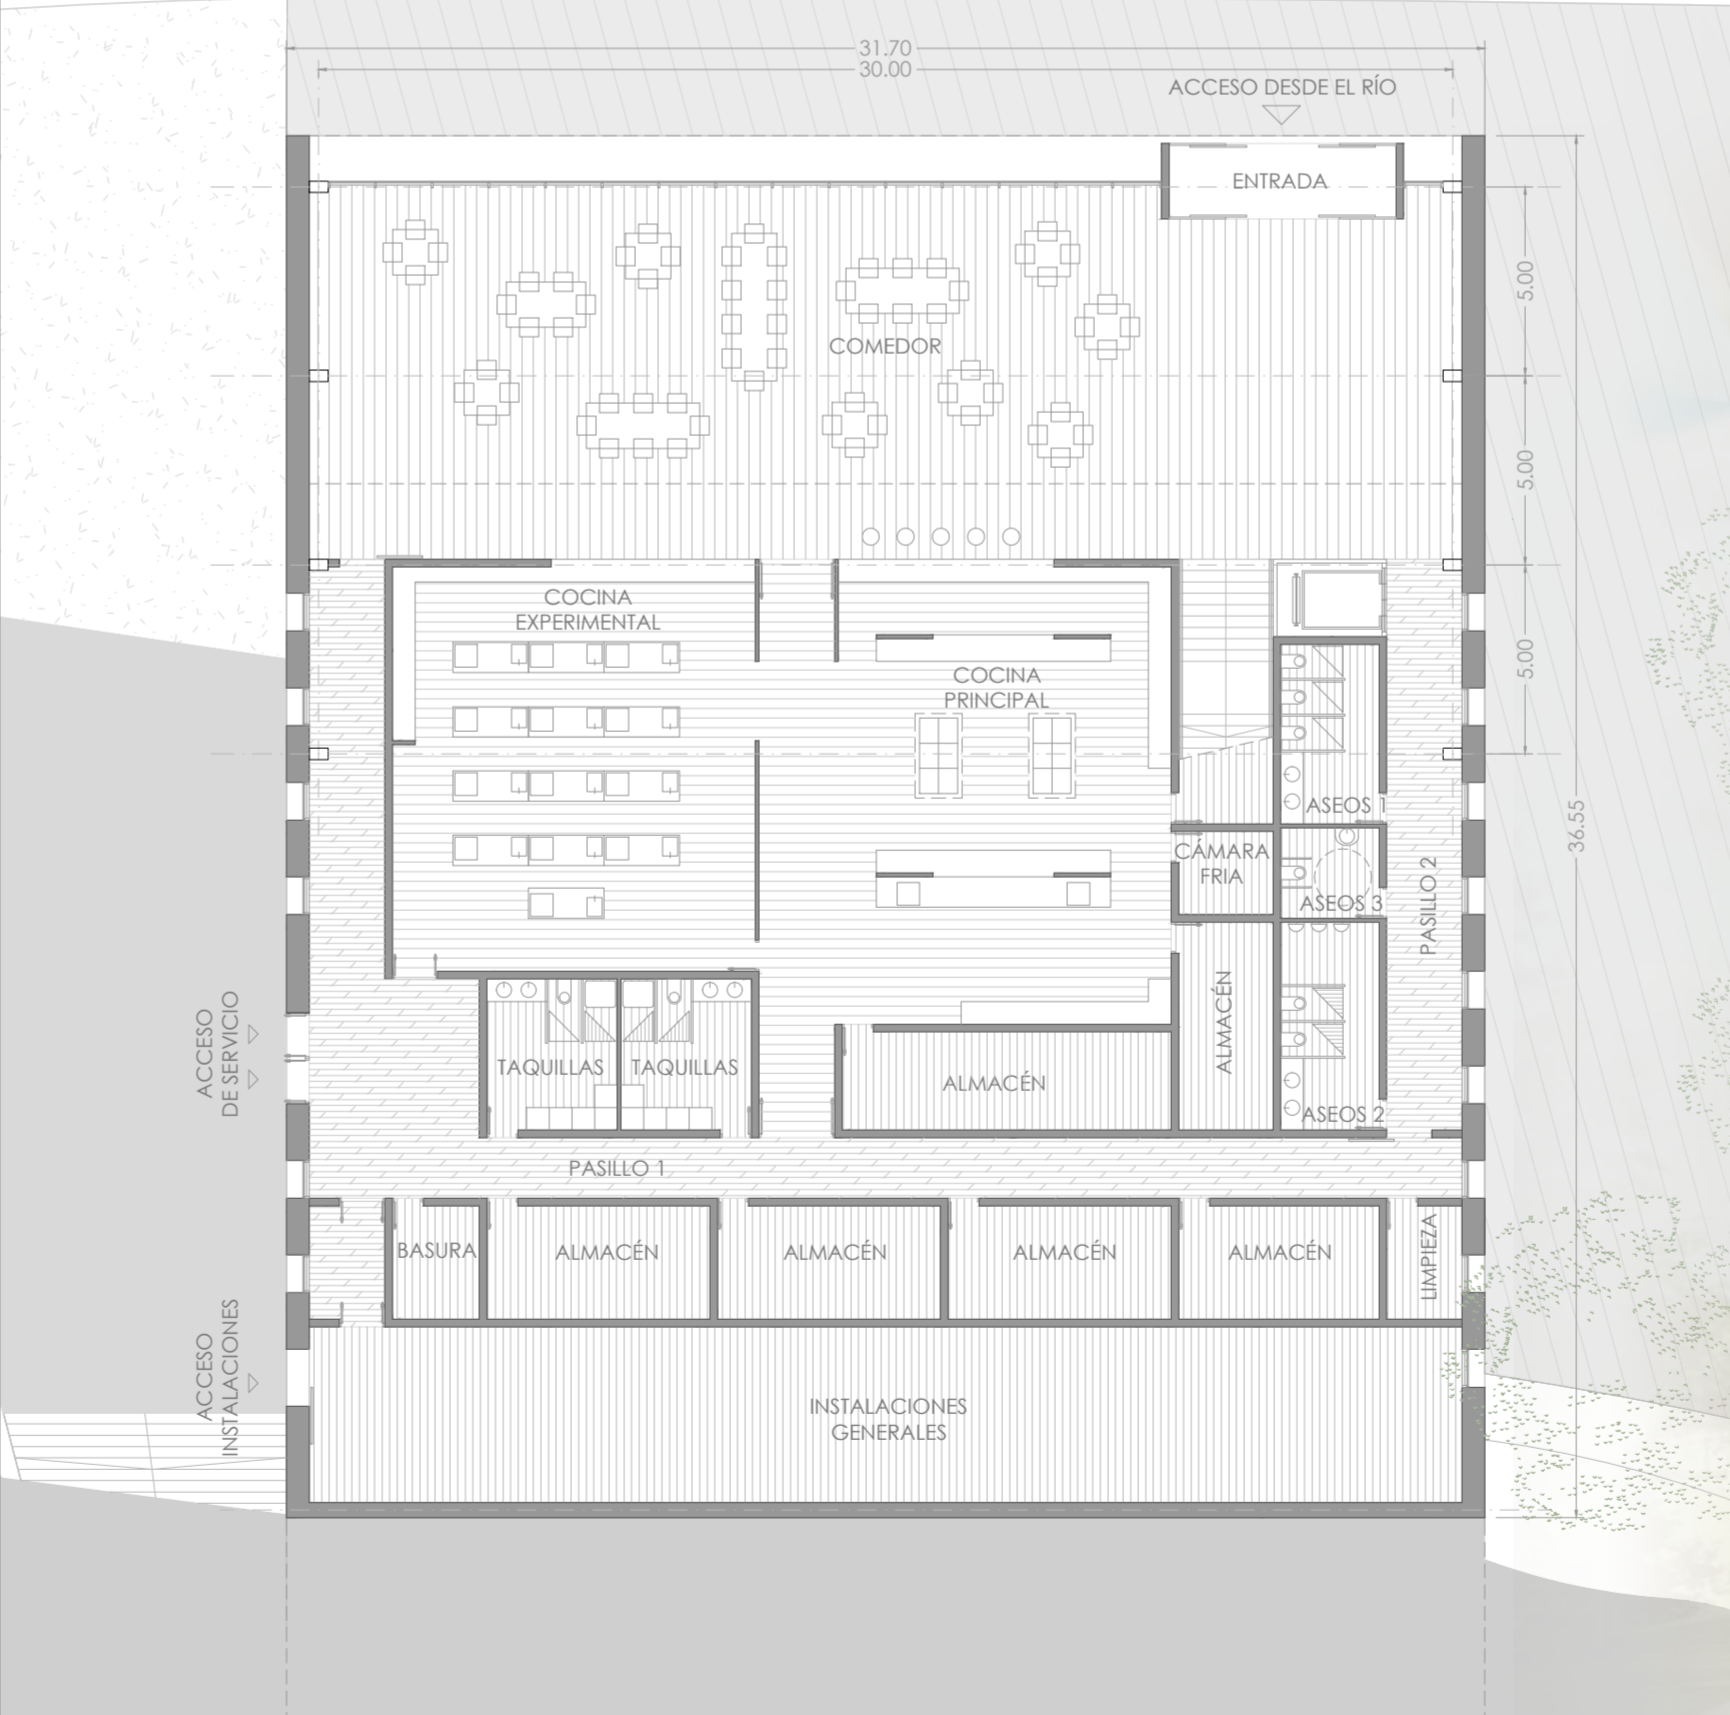 31.70
30.00
ACCESO DESDE EL RÍO
ENTRADA
5.00
COMEDOR
5.00
COCINA
EXPERIMENTAL
5.00
COCINA
PRINCIPAL
ASEOS 1
36.55
CÁMARA
FRIA
ASEOS 3
PASILLO 2
ACCESO
DE SERVICIO
TAQUILLAS
TAQUILLAS
ALMACÉN
ALMACÉN
ASEOS 2
PASILLO 1
BASURA
ALMACÉN
ALMACÉN
ALMACÉN
ALMACÉN
LIMPIEZA
ACCESO
INSTALACIONES
INSTALACIONES
GENERALES